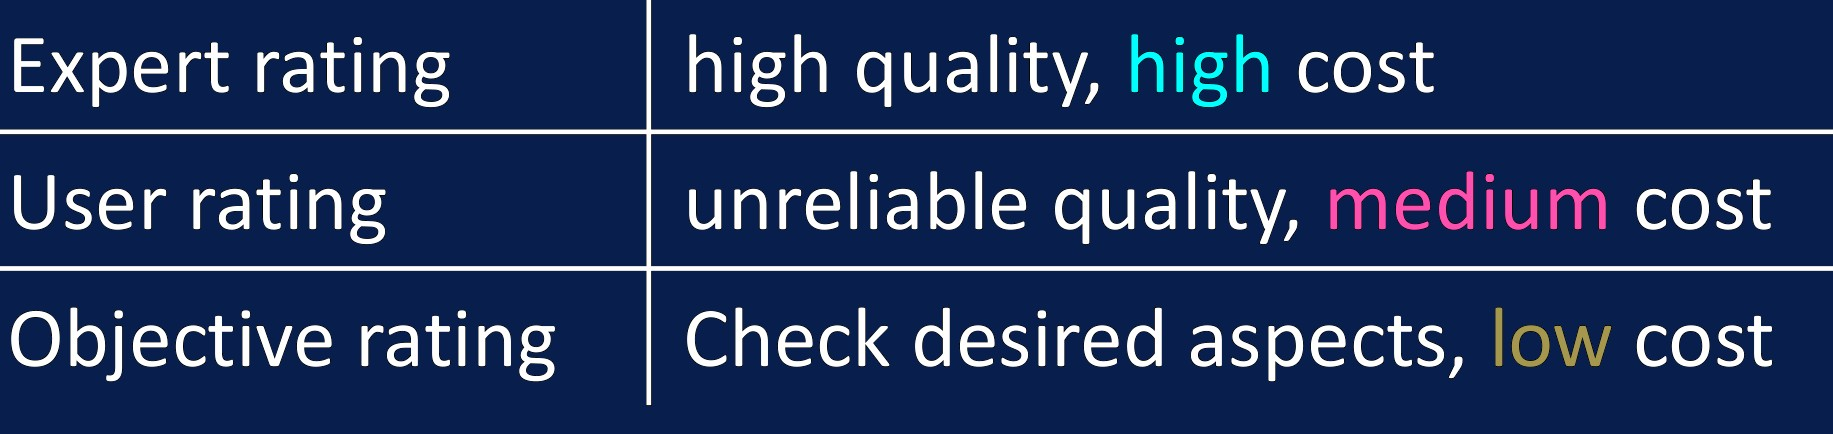 Expert rating high quality, high cost
User rating unreliable quality, medium cost
Objective rating Check desired aspects, low cost